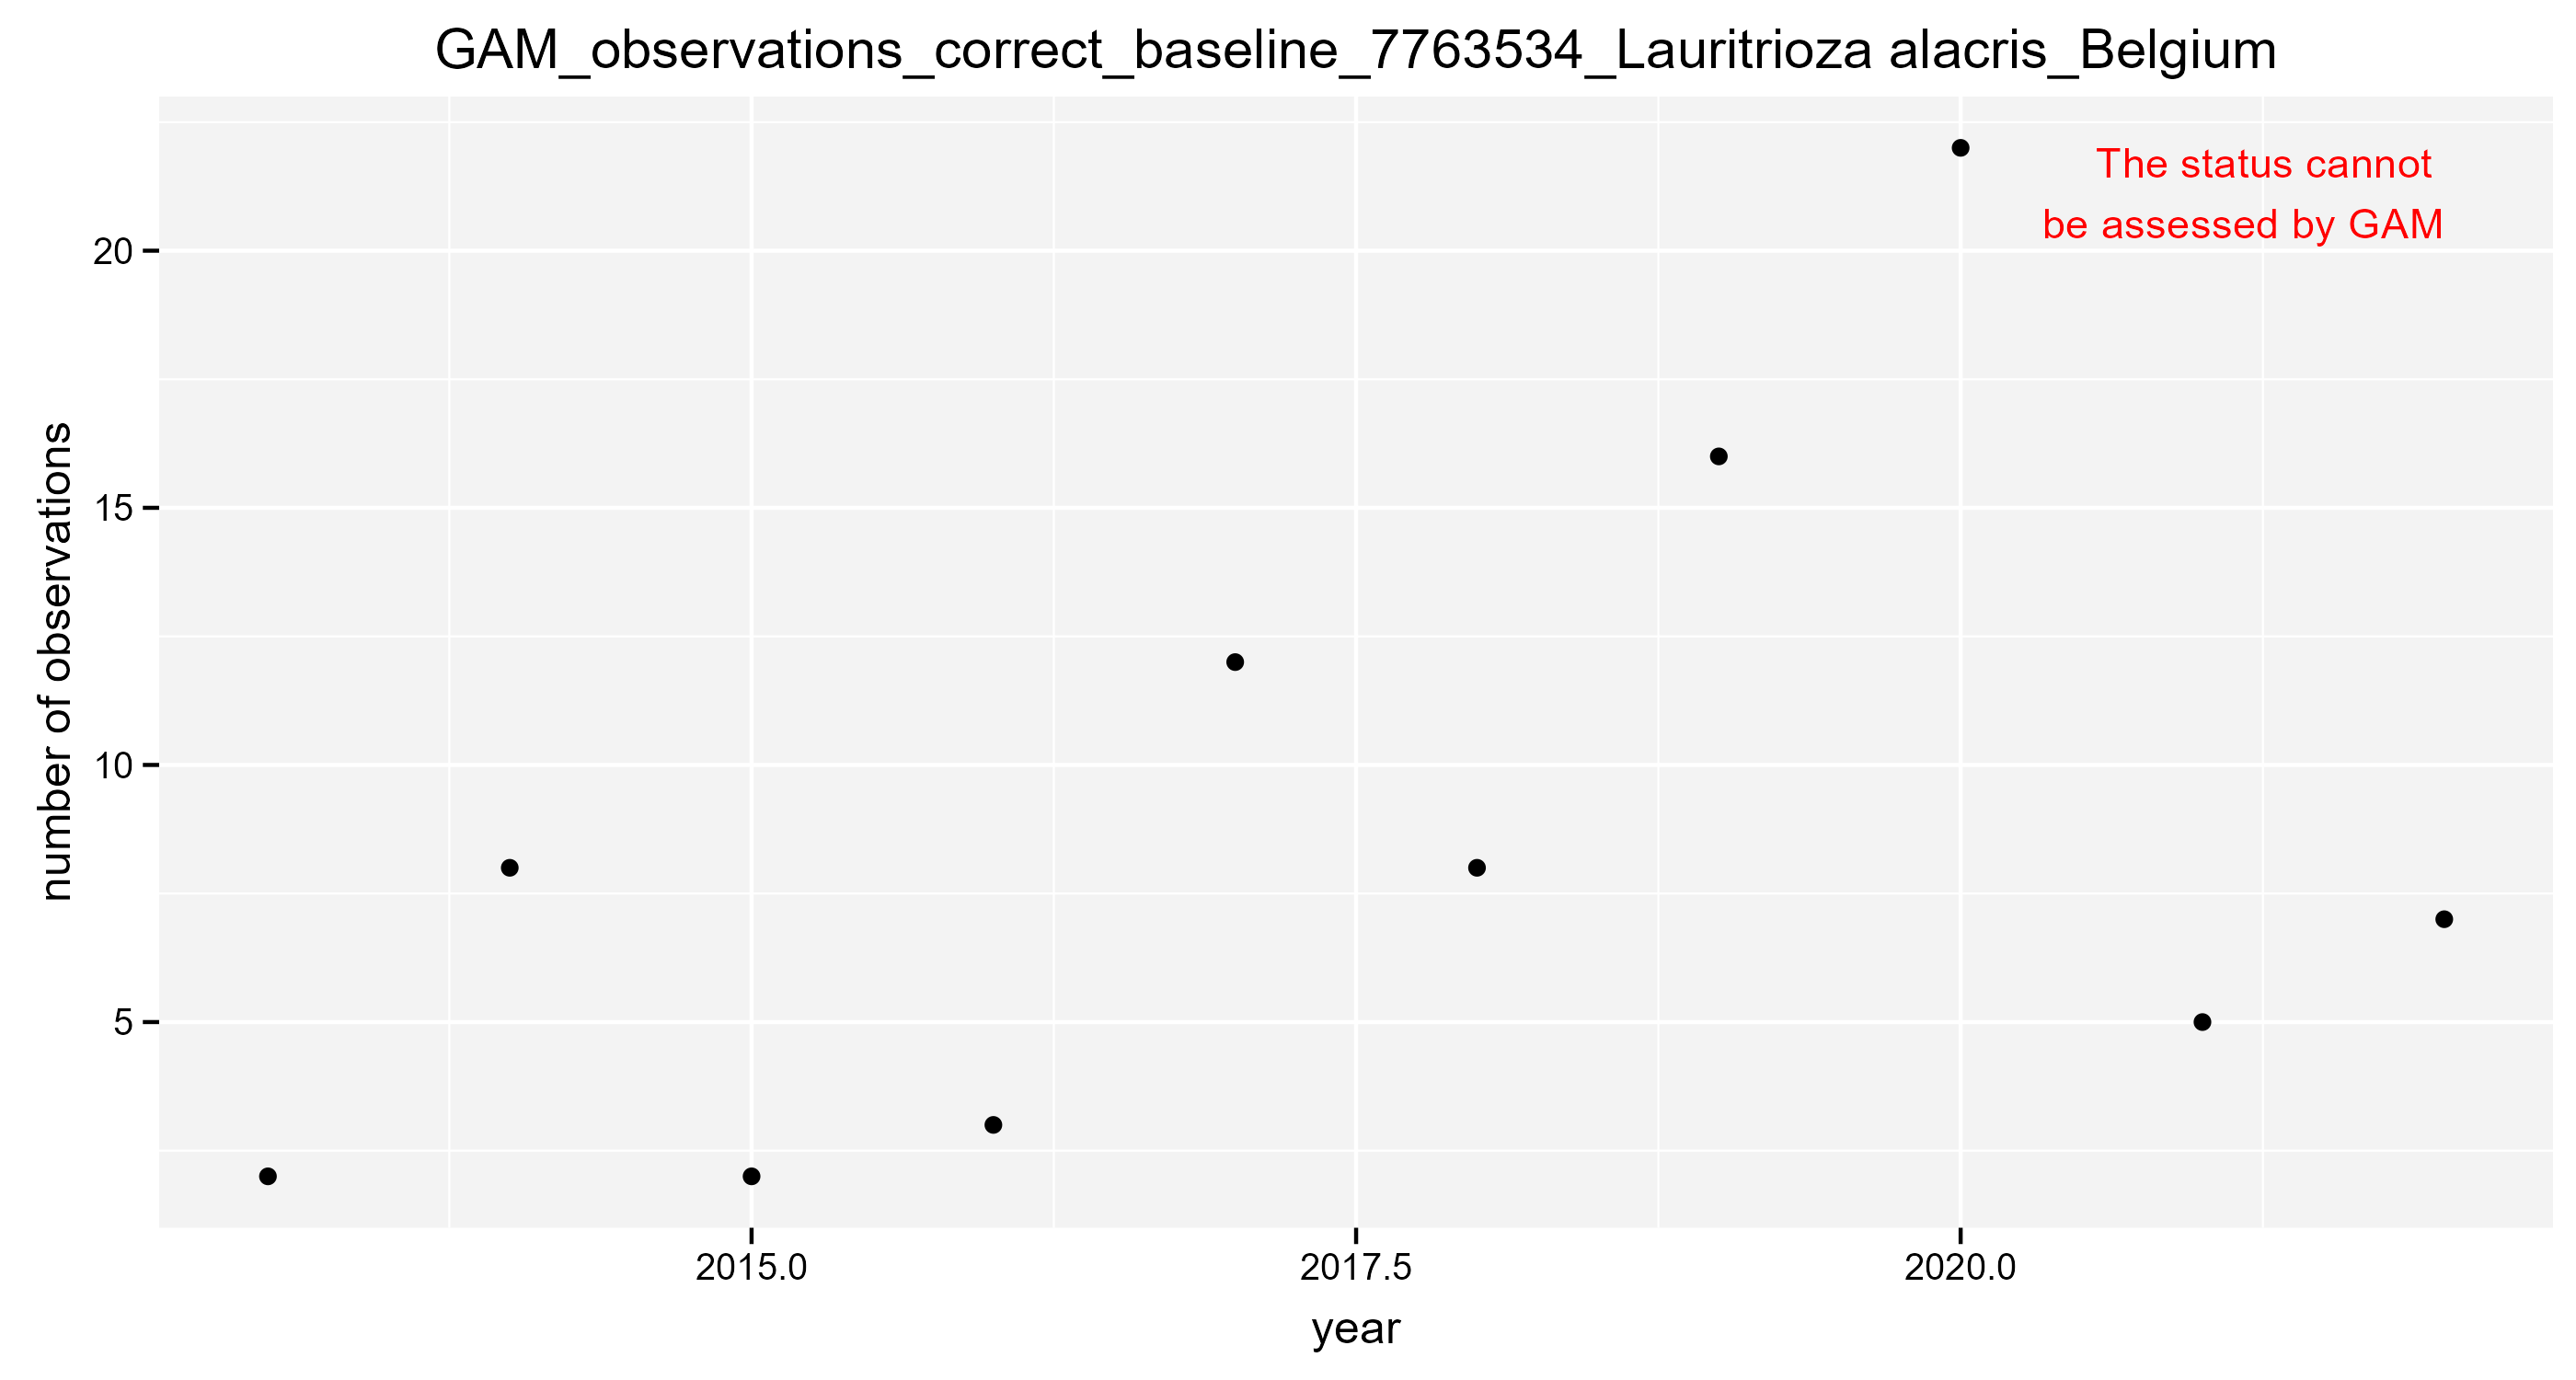 GAM_observations_correct_baseline_7763534_Lauritrioza alacris_Belgium
The status cannot
be assessed by GAM
20
15
10
5
number of observations
2015.0
2017.5
2020.0
year